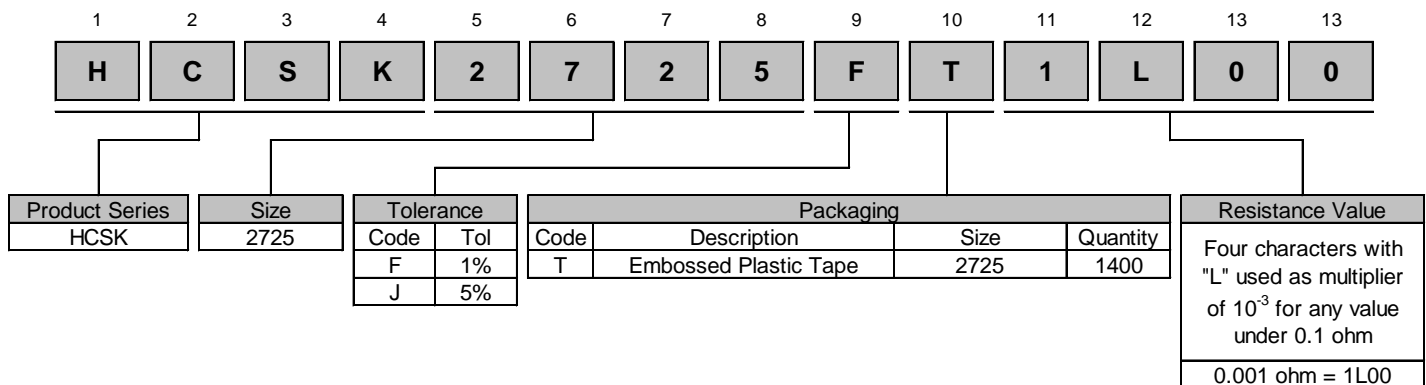 1 2 3 4 5 6 7 8 9 10 11 12 13 13
H C S K 2 7 2 5 F T 1 L 0 0
Product Series
HCSK
Size
2725
Tolerance
Code Tol
F 1%
J 5%
Packaging
Code Description Size Quantity
T Embossed Plastic Tape 2725 1400
Resistance Value
Four characters with
"L" used as multiplier
of 10⁻³ for any value
under 0.1 ohm
0.001 ohm = 1L00